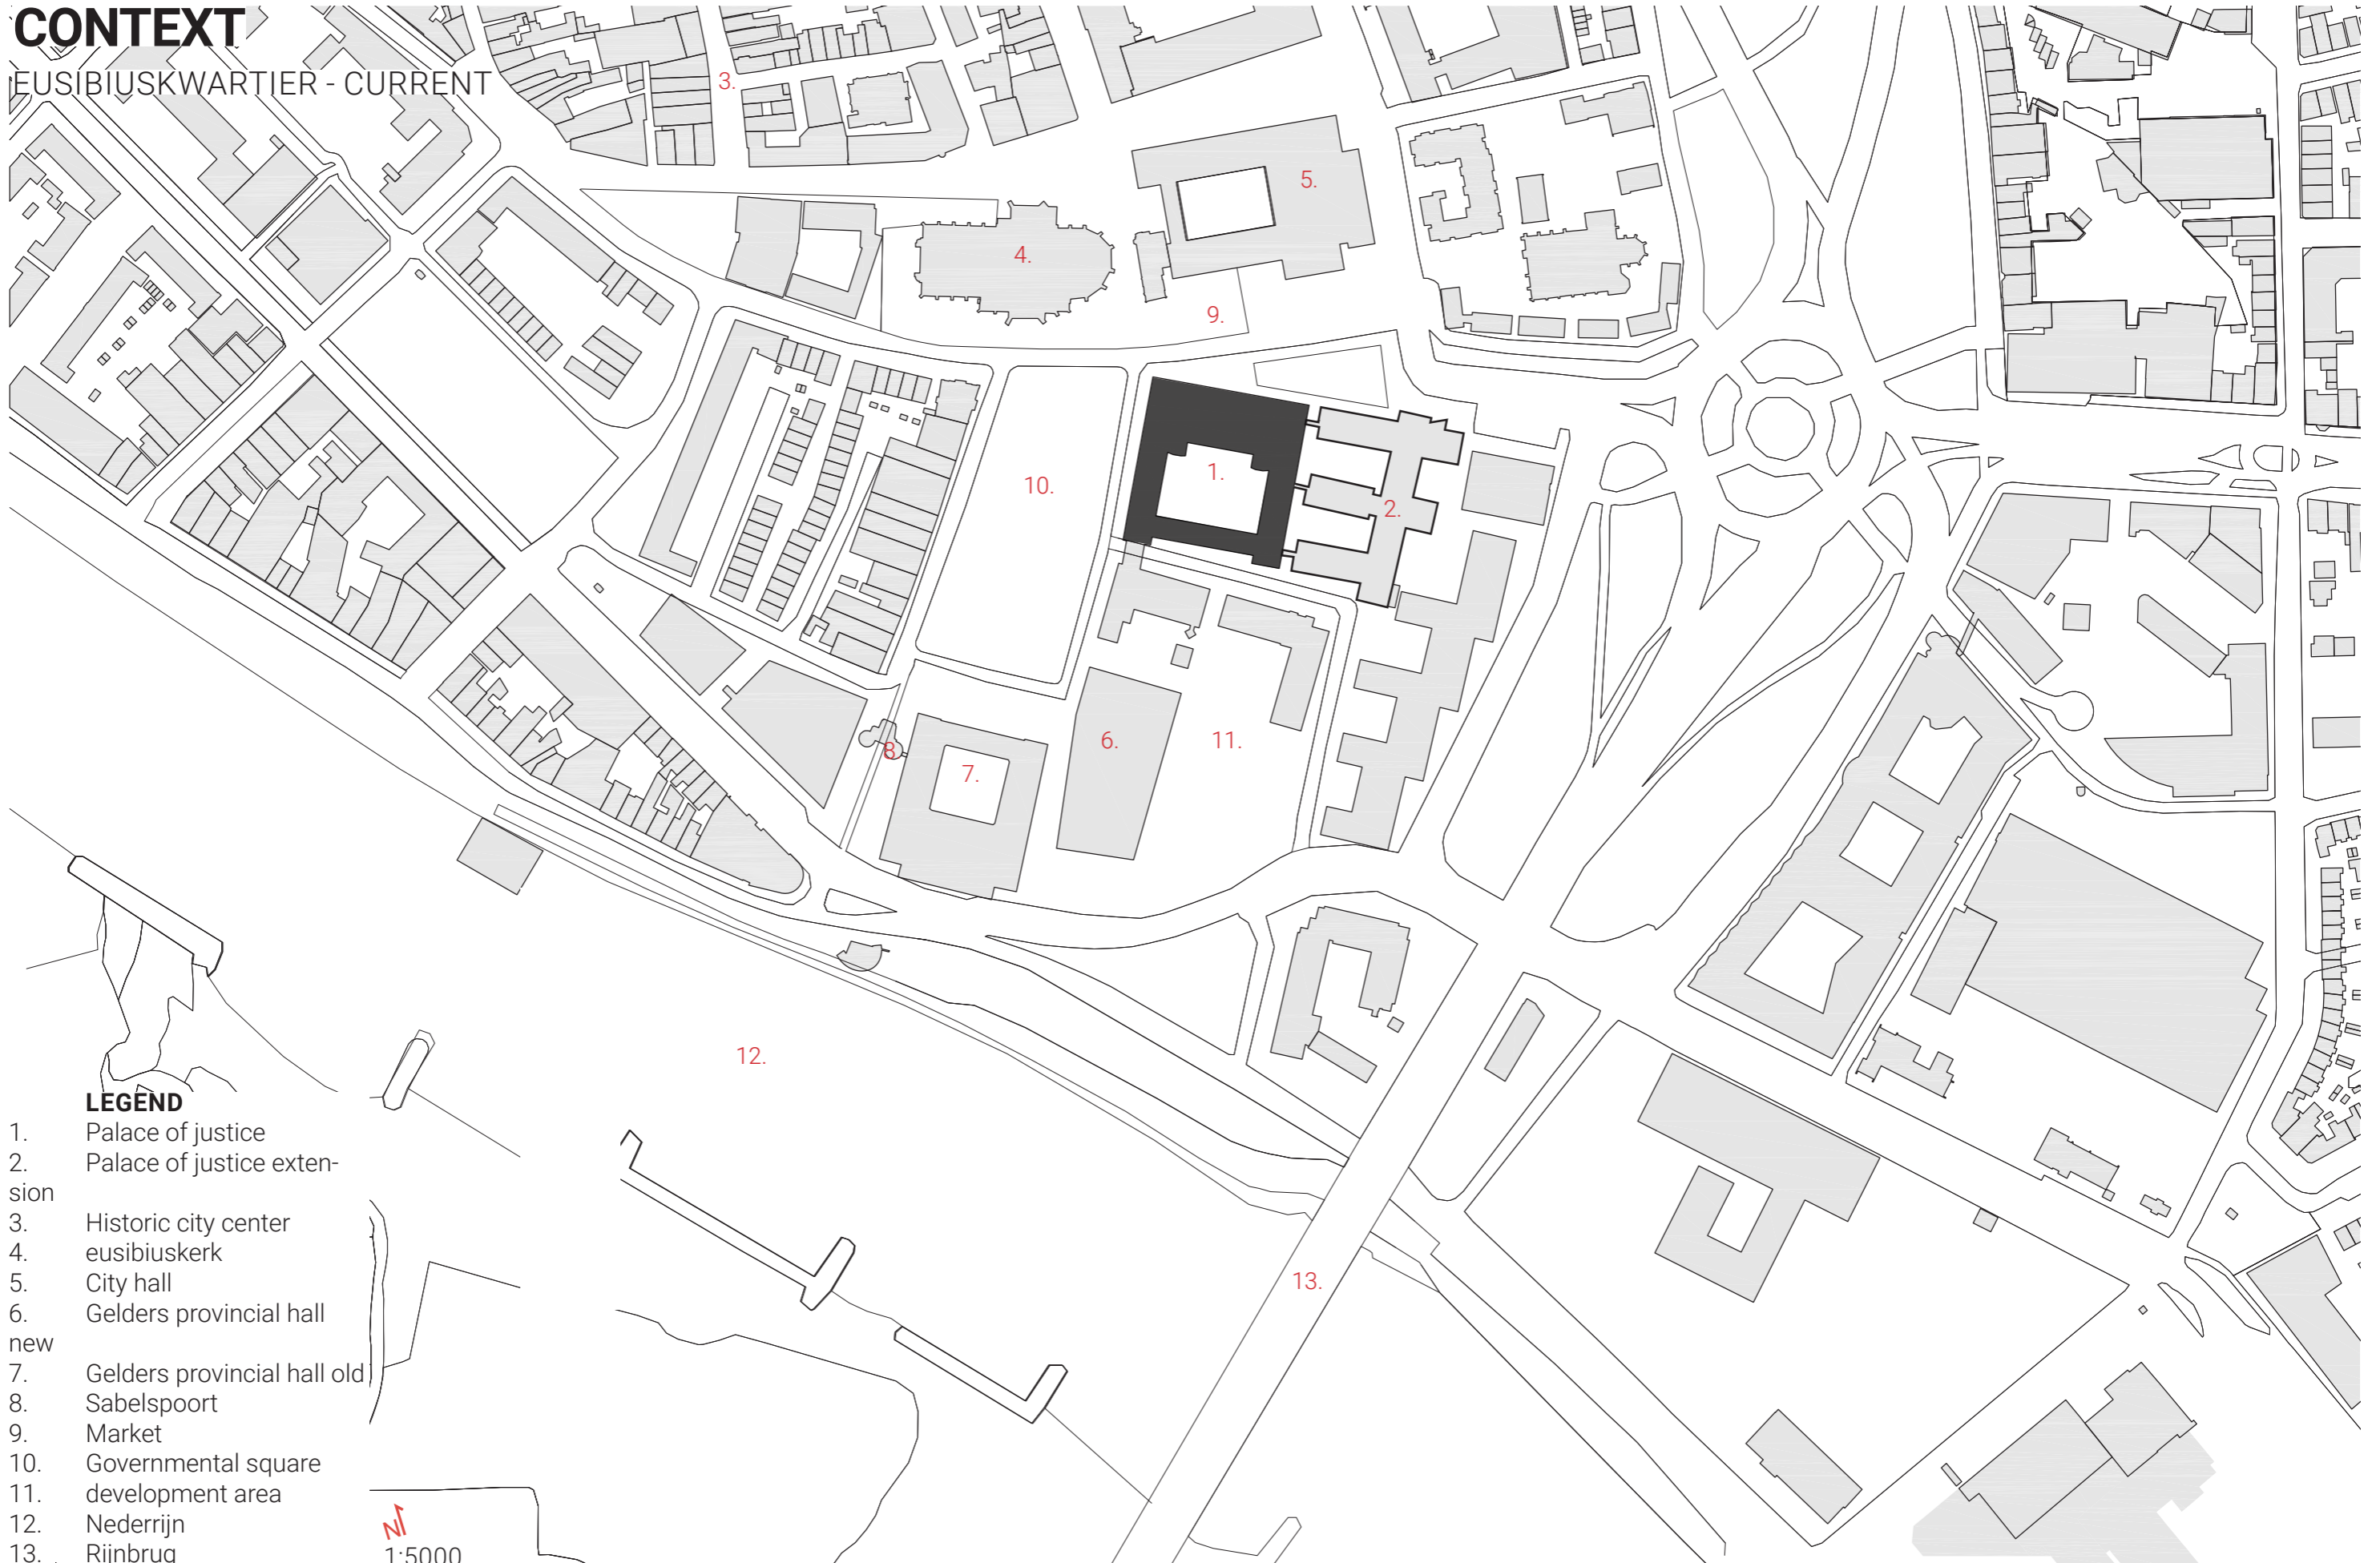 CONTEXT
EUSIBIUSKWARTIER - CURRENT
3.
5.
4.
9.
1.
10.
2.
6.
11.
8
7.
12.
13.
LEGEND
1. Palace of justice
2. Palace of justice exten-
sion
3. Historic city center
4. eusibiuskerk
5. City hall
6. Gelders provincial hall
new
7. Gelders provincial hall old
8. Sabelspoort
9. Market
10. Governmental square
11. development area
12. Nederrijn
13. Rijnbrug
N
1:5000